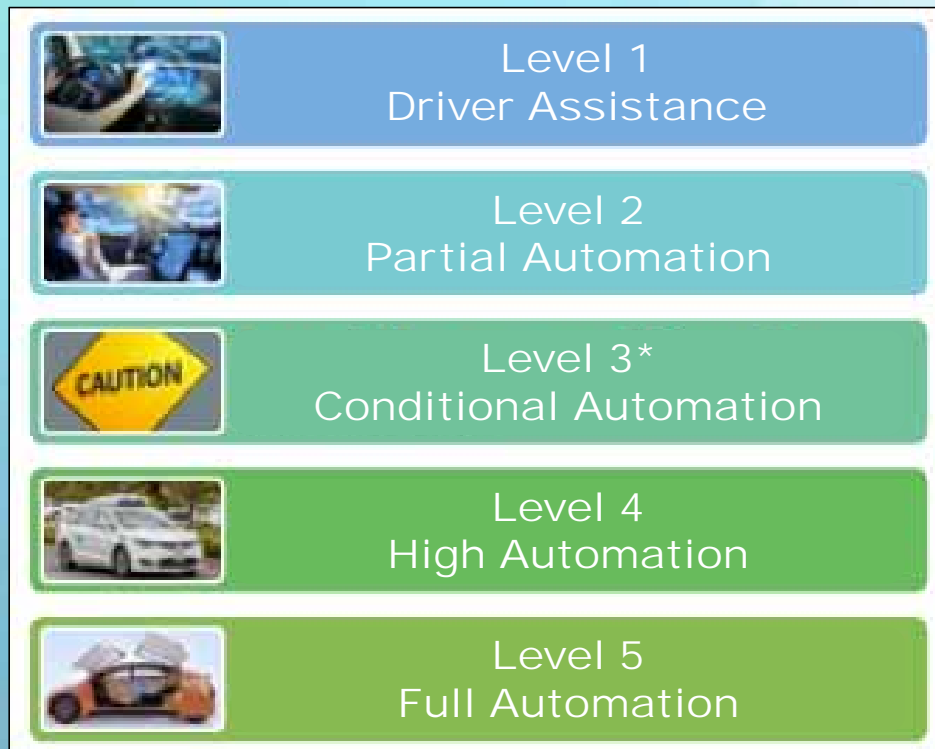 Level 1
Driver Assistance
Level 2
Partial Automation
CAUTION
Level 3*
Conditional Automation
Level 4
High Automation
Level 5
Full Automation